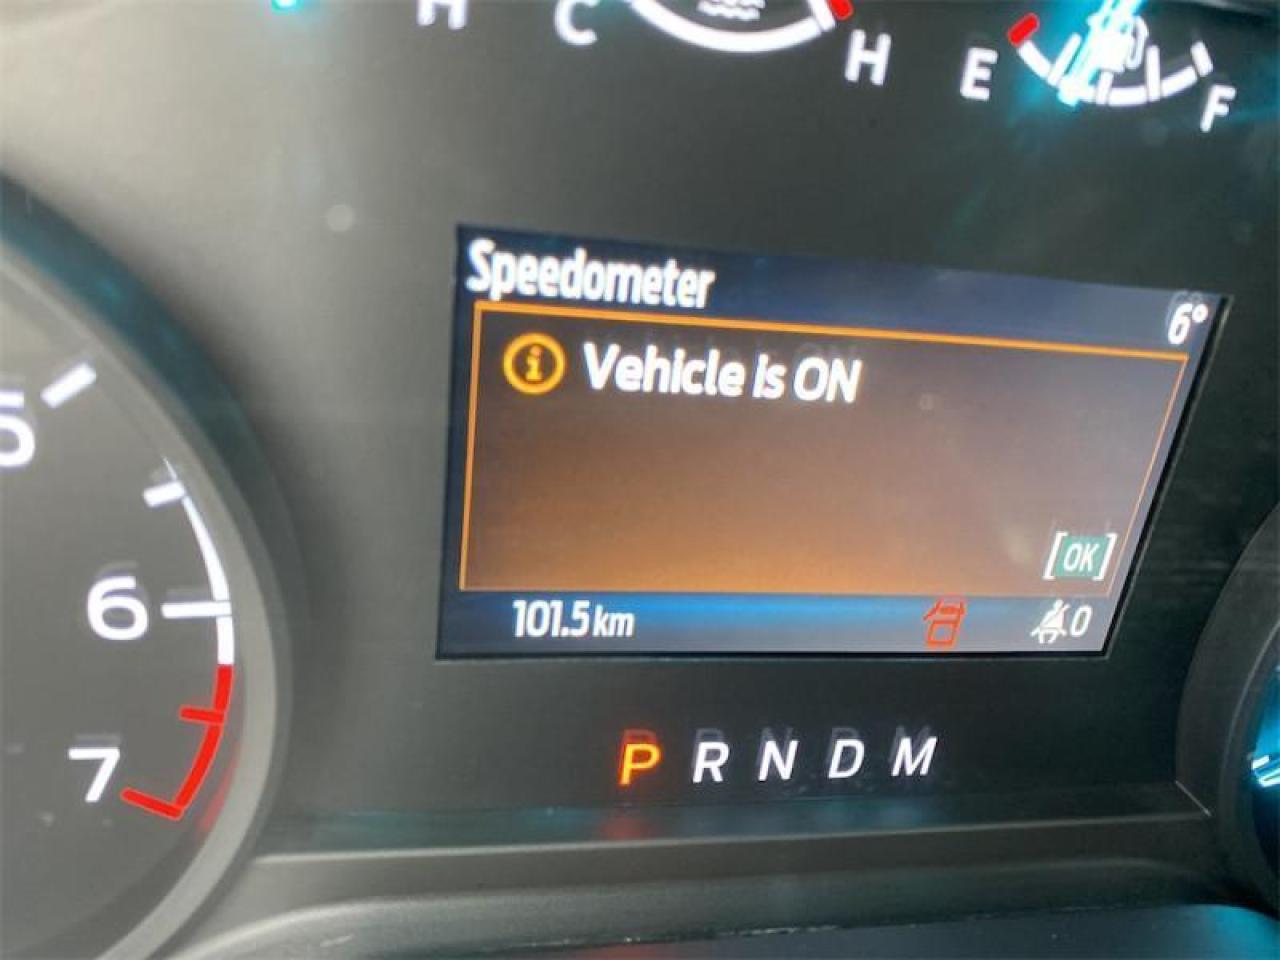 H
C
H
E
F
Speedometer
6°
Vehicle is ON
[OK]
101.5 km
0
5
6
7
P R N D M